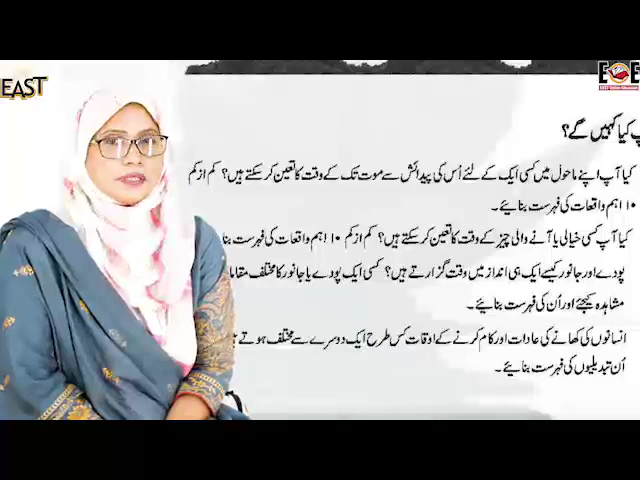 EAST
پ کیا کہیں گے؟
کیا آپ اپنے ماحول میں کسی ایک کے لئے اُس کی پیدائش سے موت تک کے وقت کا تعین کر سکتے ہیں؟ کم از کم
۱۰ اہم واقعات کی فہرست بنائیے۔
کیا آپ کسی خیالی یا آنے والی چیز کے وقت کا تعین کر سکتے ہیں؟ کم از کم ۱۰ اہم واقعات کی فہرست بنا
پودے اور جانور کیسے ایک ہی انداز میں وقت گزارتے ہیں؟ کسی ایک پودے یا جانور کا مختلف مقاما
مشاہدہ کیجئے اور اُن کی فہرست بنائیے۔
انسانوں کی کھانے کی عادات اور کام کرنے کے اوقات کس طرح ایک دوسرے سے مختلف ہوتے
اُن تبدیلیوں کی فہرست بنائیے۔